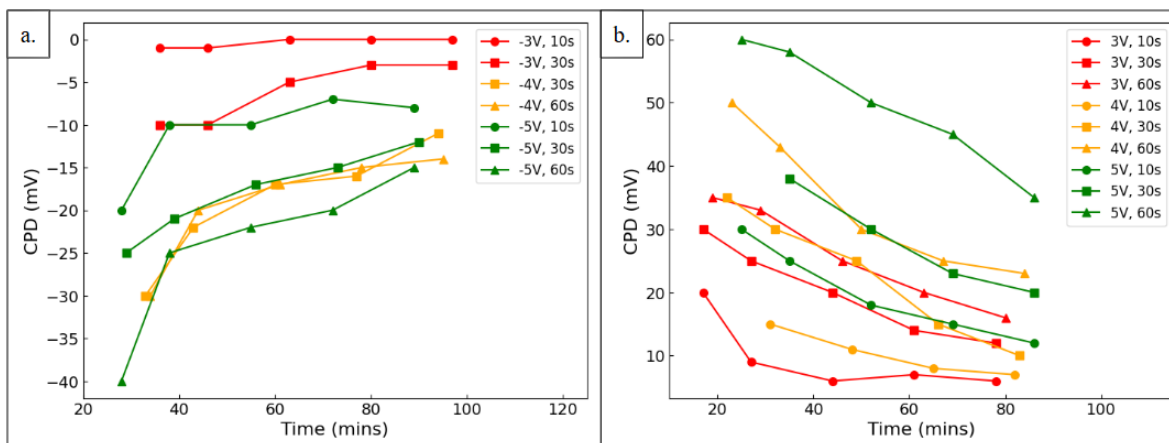 a.
0
−5
−10
−15
−20
−25
−30
−35
−40
CPD (mV)
20
40
60
80
100
120
Time (mins)
-3V, 10s
-3V, 30s
-4V, 30s
-4V, 60s
-5V, 10s
-5V, 30s
-5V, 60s
b.
60
50
40
30
20
10
CPD (mV)
20
40
60
80
100
Time (mins)
3V, 10s
3V, 30s
3V, 60s
4V, 10s
4V, 30s
4V, 60s
5V, 10s
5V, 30s
5V, 60s